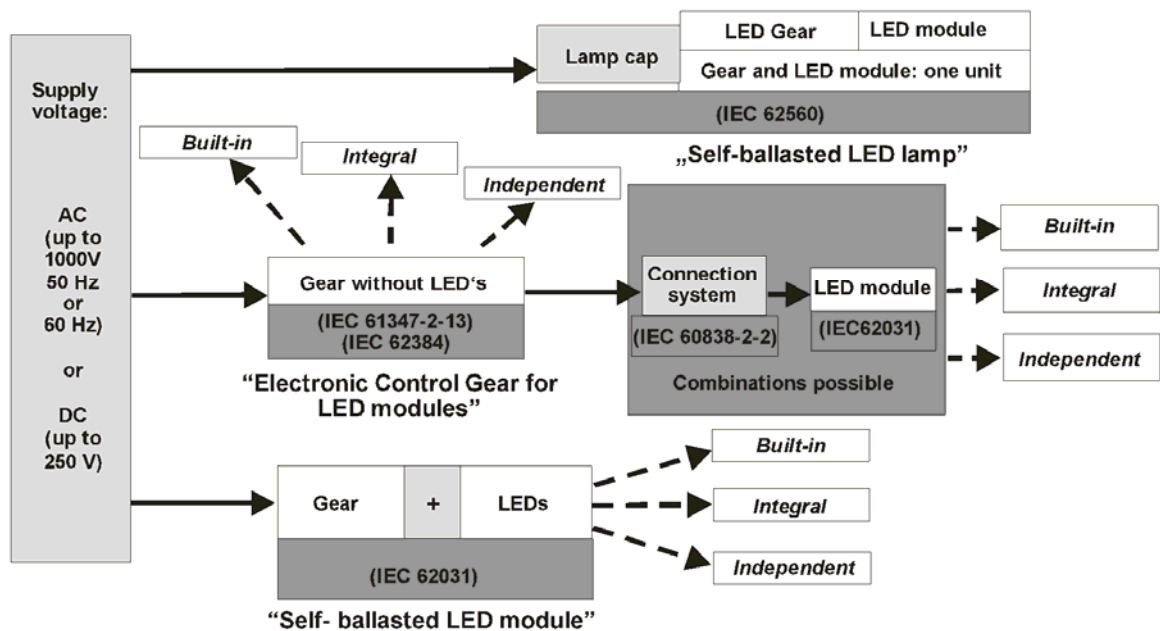 Supply
voltage:
AC
(up to
1000V
50 Hz
or
60 Hz)
or
DC
(up to
250 V)
Lamp cap
LED Gear
LED module
Gear and LED module: one unit
(IEC 62560)
„Self-ballasted LED lamp”
Built-in
Integral
Independent
Gear without LED‘s
(IEC 61347-2-13)
(IEC 62384)
“Electronic Control Gear for
LED modules”
Connection
system
(IEC 60838-2-2)
LED module
(IEC62031)
Combinations possible
Built-in
Integral
Independent
Gear
+
LEDs
(IEC 62031)
“Self- ballasted LED module”
Built-in
Integral
Independent